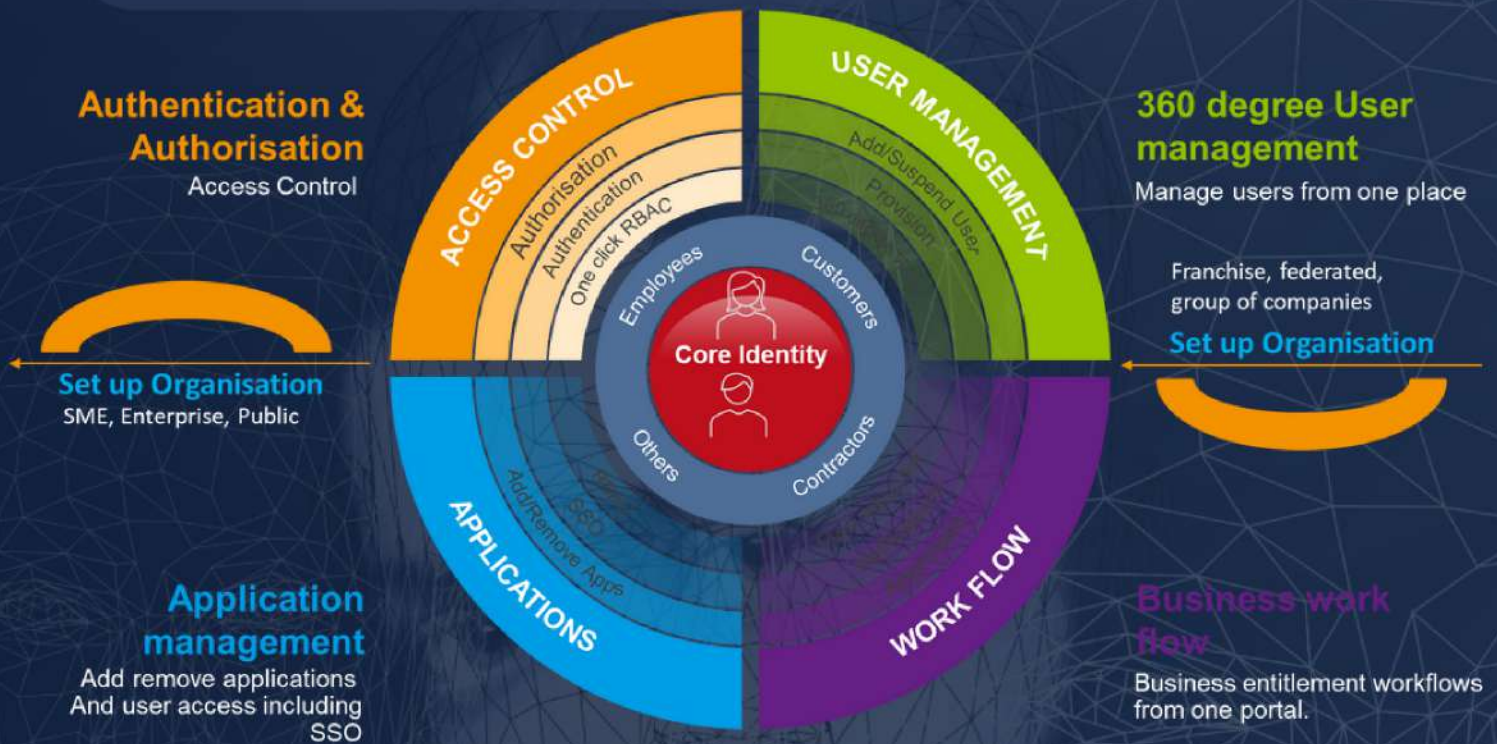 Authentication &
Authorisation
Access Control
ACCESS CONTROL
Authorisation
Authentication
One click RBAC
USER MANAGEMENT
Add/Suspend User
Provision
360 degree User
management
Manage users from one place
Employees
Customers
Core Identity
Others
Contractors
Set up Organisation
SME, Enterprise, Public
Franchise, federated,
group of companies
Set up Organisation
APPLICATIONS
Add/Remove Apps
SSO
WORK FLOW
Application
management
Add remove applications
And user access including
SSO
Business work
flow
Business entitlement workflows
from one portal.